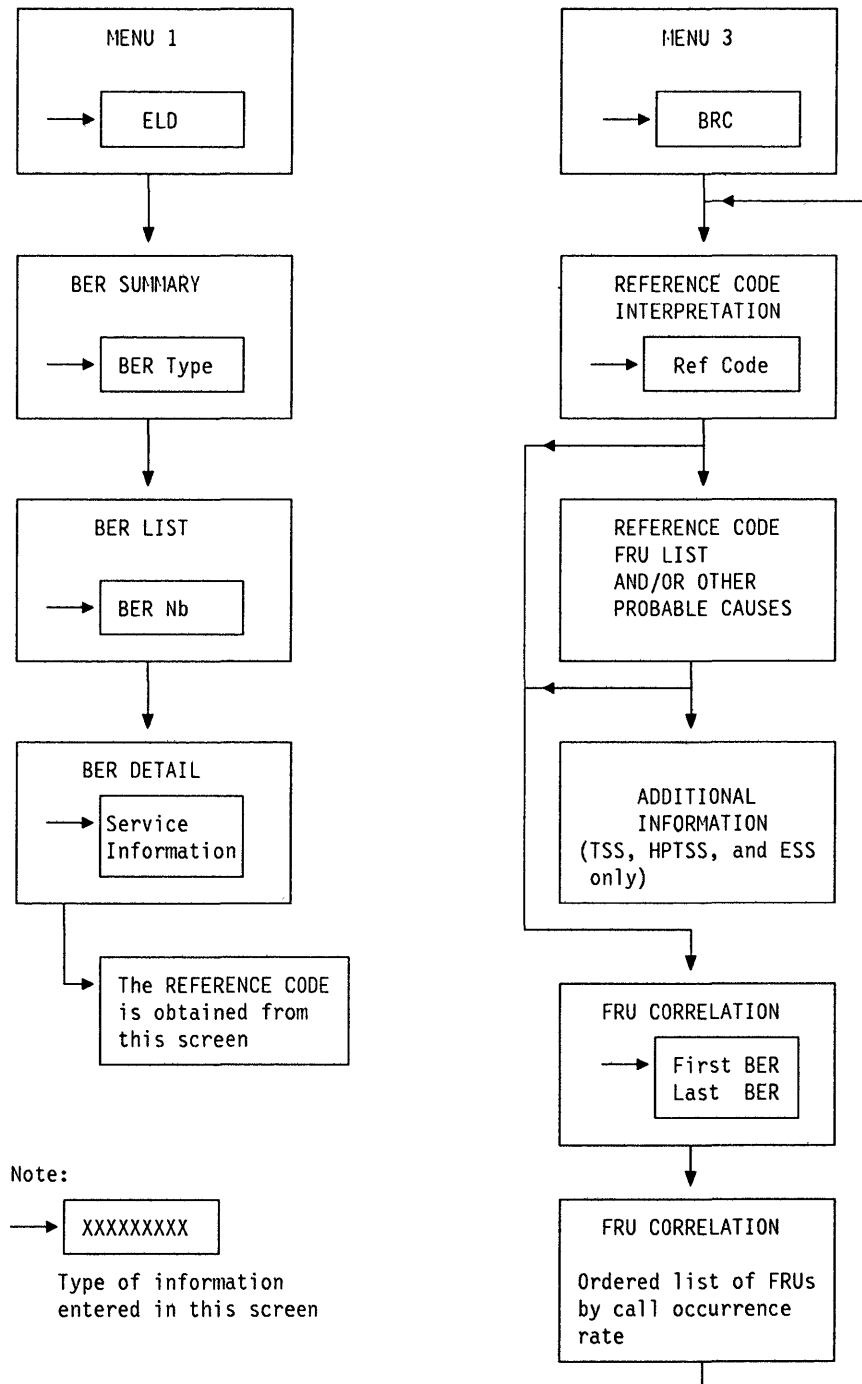 MENU 1
ELD
BER SUMMARY
BER Type
BER LIST
BER Nb
BER DETAIL
Service
Information
The REFERENCE CODE
is obtained from
this screen
Note:
XXXXXXXXX
Type of information
entered in this screen
MENU 3
BRC
REFERENCE CODE
INTERPRETATION
Ref Code
REFERENCE CODE
FRU LIST
AND/OR OTHER
PROBABLE CAUSES
ADDITIONAL
INFORMATION
(TSS, HPTSS, and ESS
only)
FRU CORRELATION
First BER
Last BER
FRU CORRELATION
Ordered list of FRUs
by call occurrence
rate